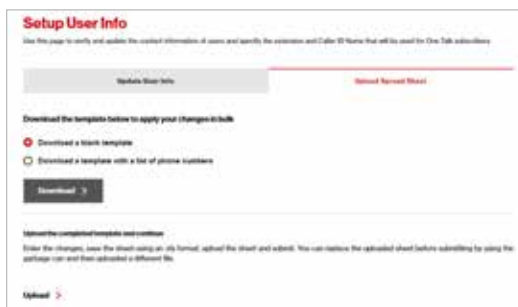 Setup User Info
Use this page to verify and update the contact information of users and specify the extension and Caller ID Name that will be used for One Talk subscribers.
Update User Info
Upload Spread Sheet
Download the template below to apply your changes in bulk
Download a blank template
Download a template with a list of phone numbers
Download >
Upload the completed template and continue
Enter the changes, save the sheet using an .xls format, upload the sheet and submit. You can replace the uploaded sheet before submitting by using the
garbage can and then uploaded a different file.
Upload >